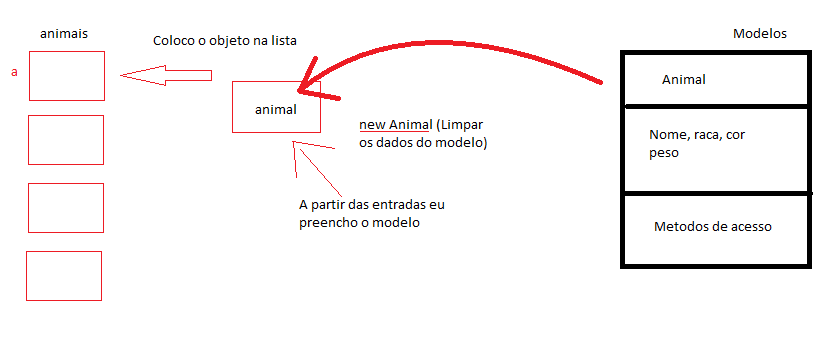 animais
Coloco o objeto na lista
Modelos
a
animal
Animal
new Animal (Limpar
os dados do modelo)
Nome, raca, cor
peso
A partir das entradas eu
preencho o modelo
Metodos de acesso